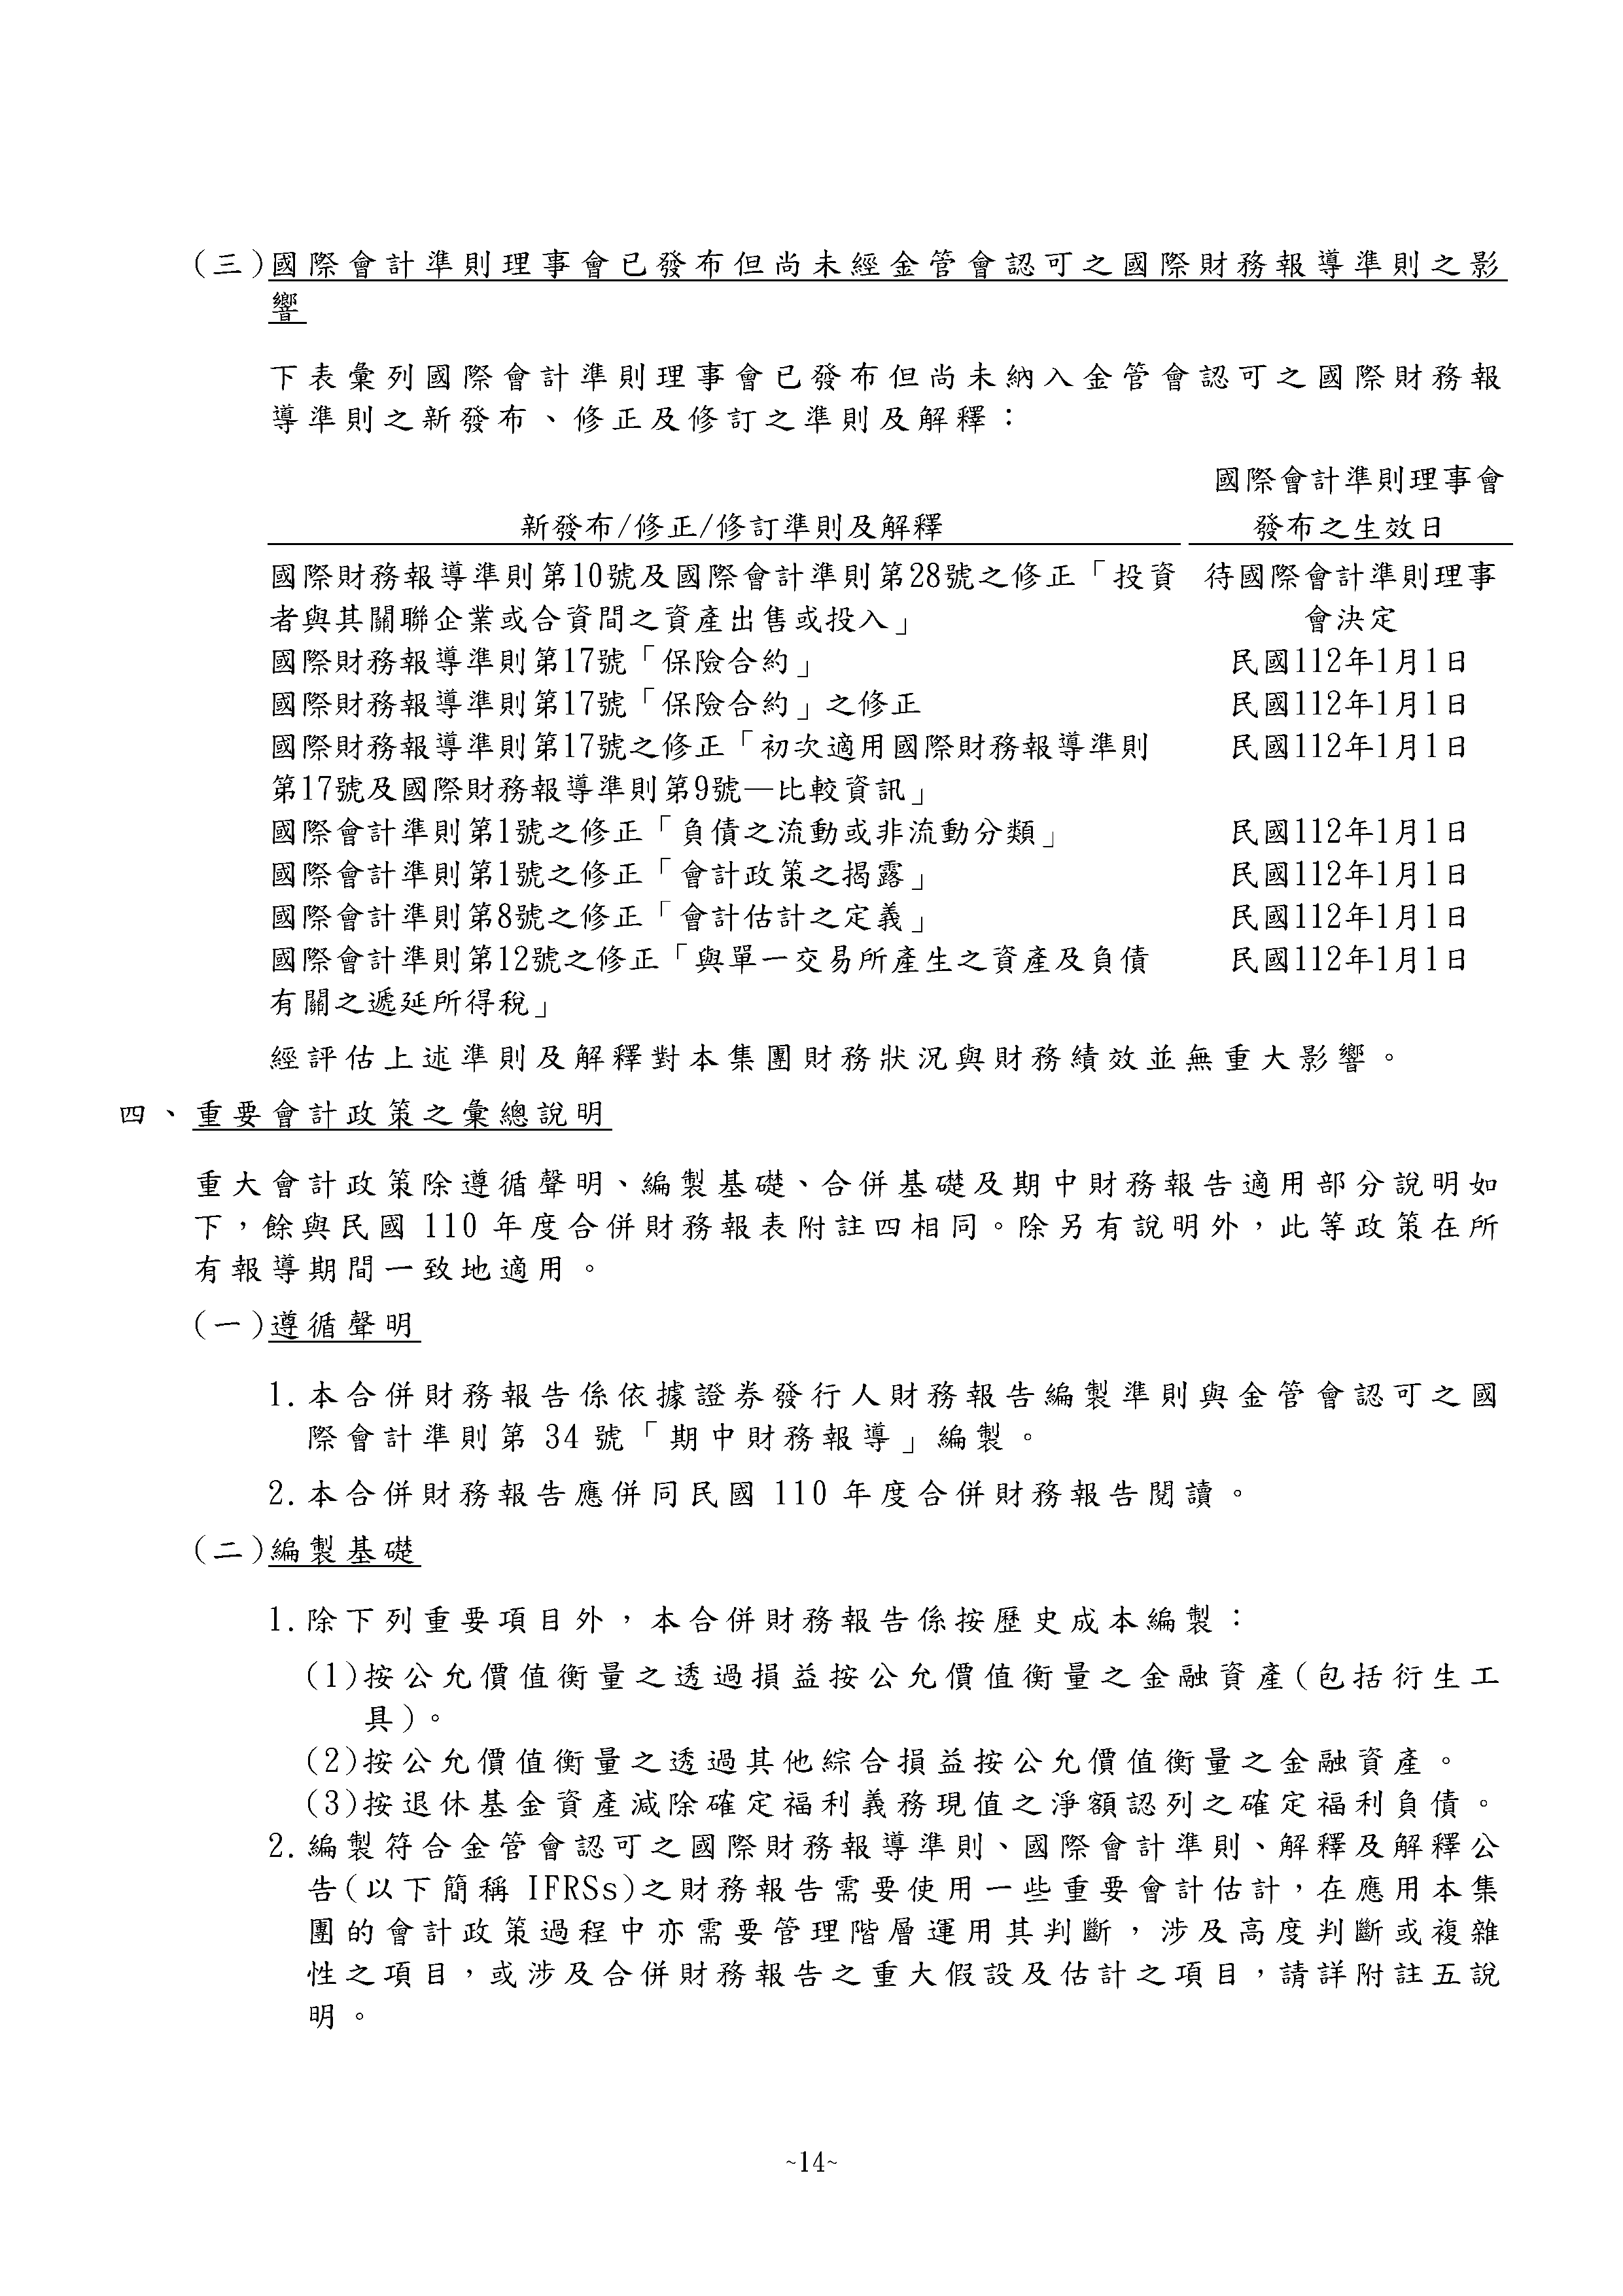 (三)國際會計準則理事會已發布但尚未經金管會認可之國際財務報導準則之影
響
下表彙列國際會計準則理事會已發布但尚未納入金管會認可之國際財務報
導準則之新發布、修正及修訂之準則及解釋：
國際會計準則理事會
新發布/修正/修訂準則及解釋 發布之生效日
國際財務報導準則第10號及國際會計準則第28號之修正「投資 待國際會計準則理事
者與其關聯企業或合資間之資產出售或投入」 會決定
國際財務報導準則第17號「保險合約」 民國112年1月1日
國際財務報導準則第17號「保險合約」之修正 民國112年1月1日
國際財務報導準則第17號之修正「初次適用國際財務報導準則 民國112年1月1日
第17號及國際財務報導準則第9號—比較資訊」
國際會計準則第1號之修正「負債之流動或非流動分類」 民國112年1月1日
國際會計準則第1號之修正「會計政策之揭露」 民國112年1月1日
國際會計準則第8號之修正「會計估計之定義」 民國112年1月1日
國際會計準則第12號之修正「與單一交易所產生之資產及負債 民國112年1月1日
有關之遞延所得稅」
經評估上述準則及解釋對本集團財務狀況與財務績效並無重大影響。
四、重要會計政策之彙總說明
重大會計政策除遵循聲明、編製基礎、合併基礎及期中財務報告適用部分說明如
下，餘與民國 110 年度合併財務報表附註四相同。除另有說明外，此等政策在所
有報導期間一致地適用。
(一)遵循聲明
1.本合併財務報告係依據證券發行人財務報告編製準則與金管會認可之國
際會計準則第 34 號「期中財務報導」編製。
2.本合併財務報告應併同民國 110 年度合併財務報告閱讀。
(二)編製基礎
1.除下列重要項目外，本合併財務報告係按歷史成本編製：
(1)按公允價值衡量之透過損益按公允價值衡量之金融資產(包括衍生工
具)。
(2)按公允價值衡量之透過其他綜合損益按公允價值衡量之金融資產。
(3)按退休基金資產減除確定福利義務現值之淨額認列之確定福利負債。
2.編製符合金管會認可之國際財務報導準則、國際會計準則、解釋及解釋公
告(以下簡稱 IFRSs)之財務報告需要使用一些重要會計估計，在應用本集
團的會計政策過程中亦需要管理階層運用其判斷，涉及高度判斷或複雜
性之項目，或涉及合併財務報告之重大假設及估計之項目，請詳附註五說
明。
~14~